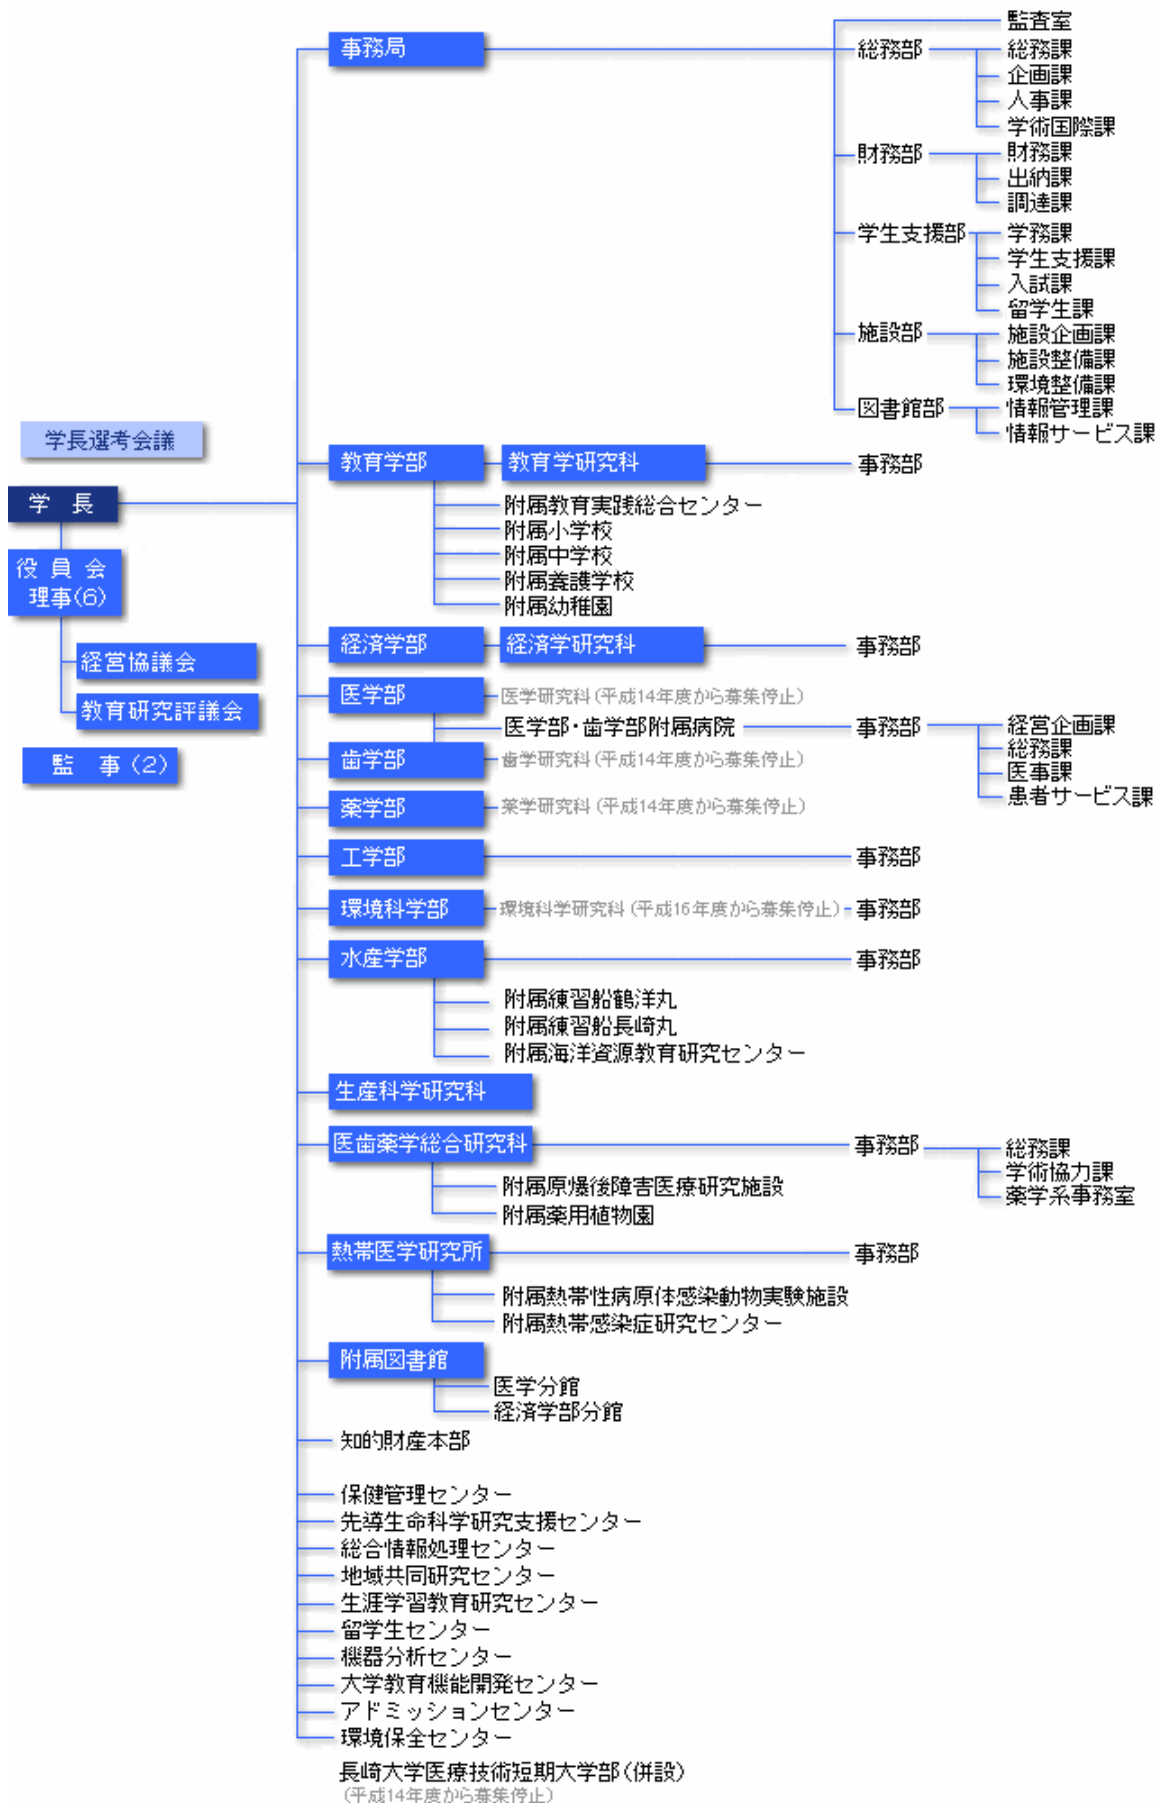 監査室
事務局
総務部
総務課
企画課
人事課
学術国際課
財務部
財務課
出納課
調達課
学生支援部
学務課
学生支援課
入試課
留学生課
施設部
施設企画課
施設整備課
環境整備課
図書館部
情報管理課
情報サービス課
学長選考会議
学 長
役 員 会
理事(6)
経営協議会
教育研究評議会
監 事(2)
教育学部
教育学研究科
事務部
附属教育実践総合センター
附属小学校
附属中学校
附属養護学校
附属幼稚園
経済学部
経済学研究科
事務部
医学部
医学研究科(平成14年度から募集停止)
医学部・歯学部附属病院
事務部
経営企画課
総務課
医事課
患者サービス課
歯学部
歯学研究科(平成14年度から募集停止)
薬学部
薬学研究科(平成14年度から募集停止)
工学部
事務部
環境科学部
環境科学研究科(平成16年度から募集停止)
事務部
水産学部
事務部
附属練習船鶴洋丸
附属練習船長崎丸
附属海洋資源教育研究センター
生産科学研究科
医歯薬学総合研究科
事務部
総務課
学術協力課
薬学系事務室
附属原爆後障害医療研究施設
附属薬用植物園
熱帯医学研究所
事務部
附属熱帯性病原体感染動物実験施設
附属熱帯感染症研究センター
附属図書館
医学分館
経済学部分館
知的財産本部
保健管理センター
先導生命科学研究支援センター
総合情報処理センター
地域共同研究センター
生涯学習教育研究センター
留学生センター
機器分析センター
大学教育機能開発センター
アドミッションセンター
環境保全センター
長崎大学医療技術短期大学部(併設)
(平成14年度から募集停止)